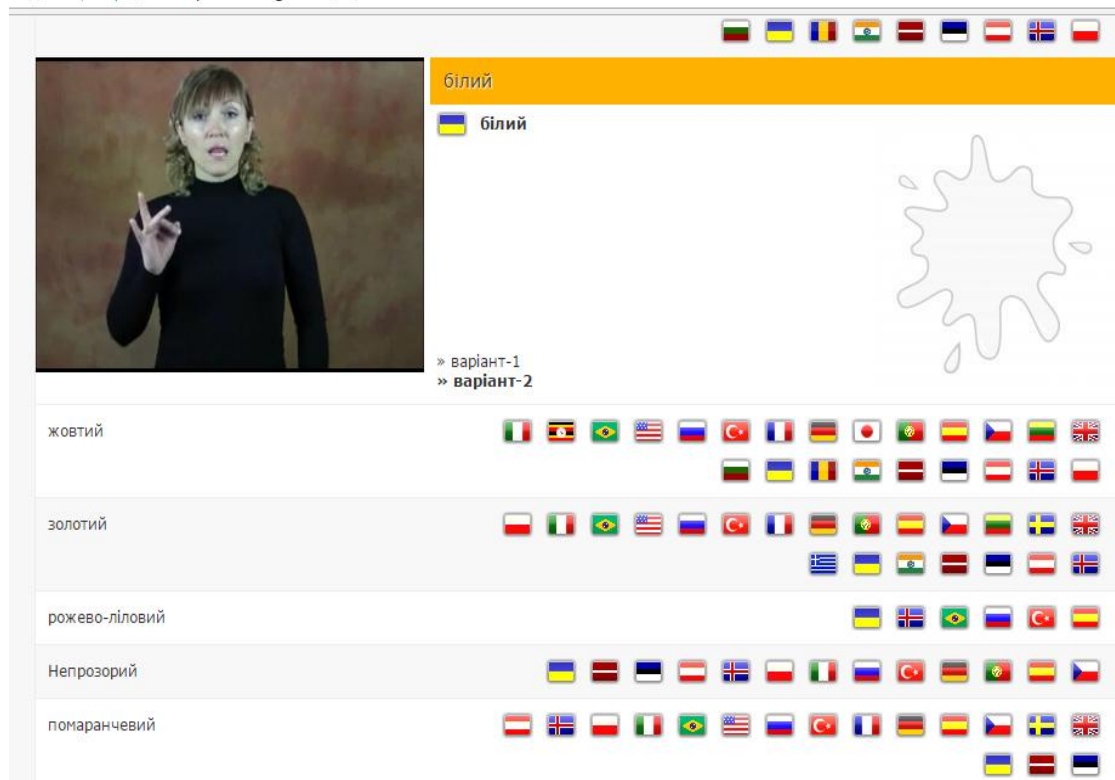 білий
білий
» варіант-1
» варіант-2
жовтий
золотий
рожево-ліловий
Непрозорий
помаранчевий